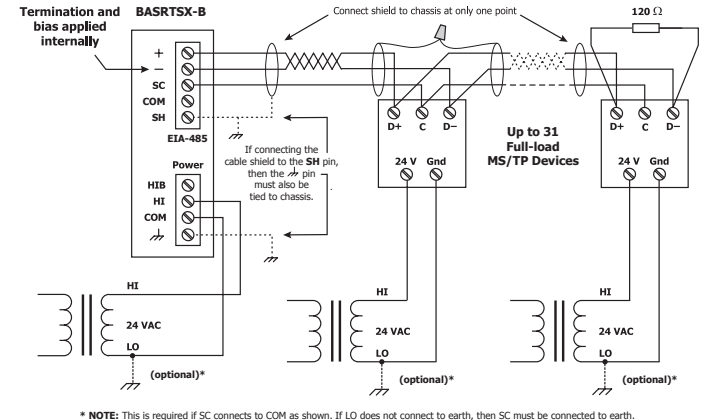 Termination and
bias applied
internally
BASRTSX-B
Connect shield to chassis at only one point
120 Ω
+
−
SC
COM
SH
EIA-485
If connecting the
cable shield to the SH pin,
then the pin
must also be
tied to chassis.
Power
HIB
HI
COM
D+ C D−
24 V Gnd
Up to 31
Full-load
MS/TP Devices
D+ C D−
24 V Gnd
HI
24 VAC
LO
(optional)*
HI
24 VAC
LO
(optional)*
HI
24 VAC
LO
(optional)*
* NOTE: This is required if SC connects to COM as shown. If LO does not connect to earth, then SC must be connected to earth.